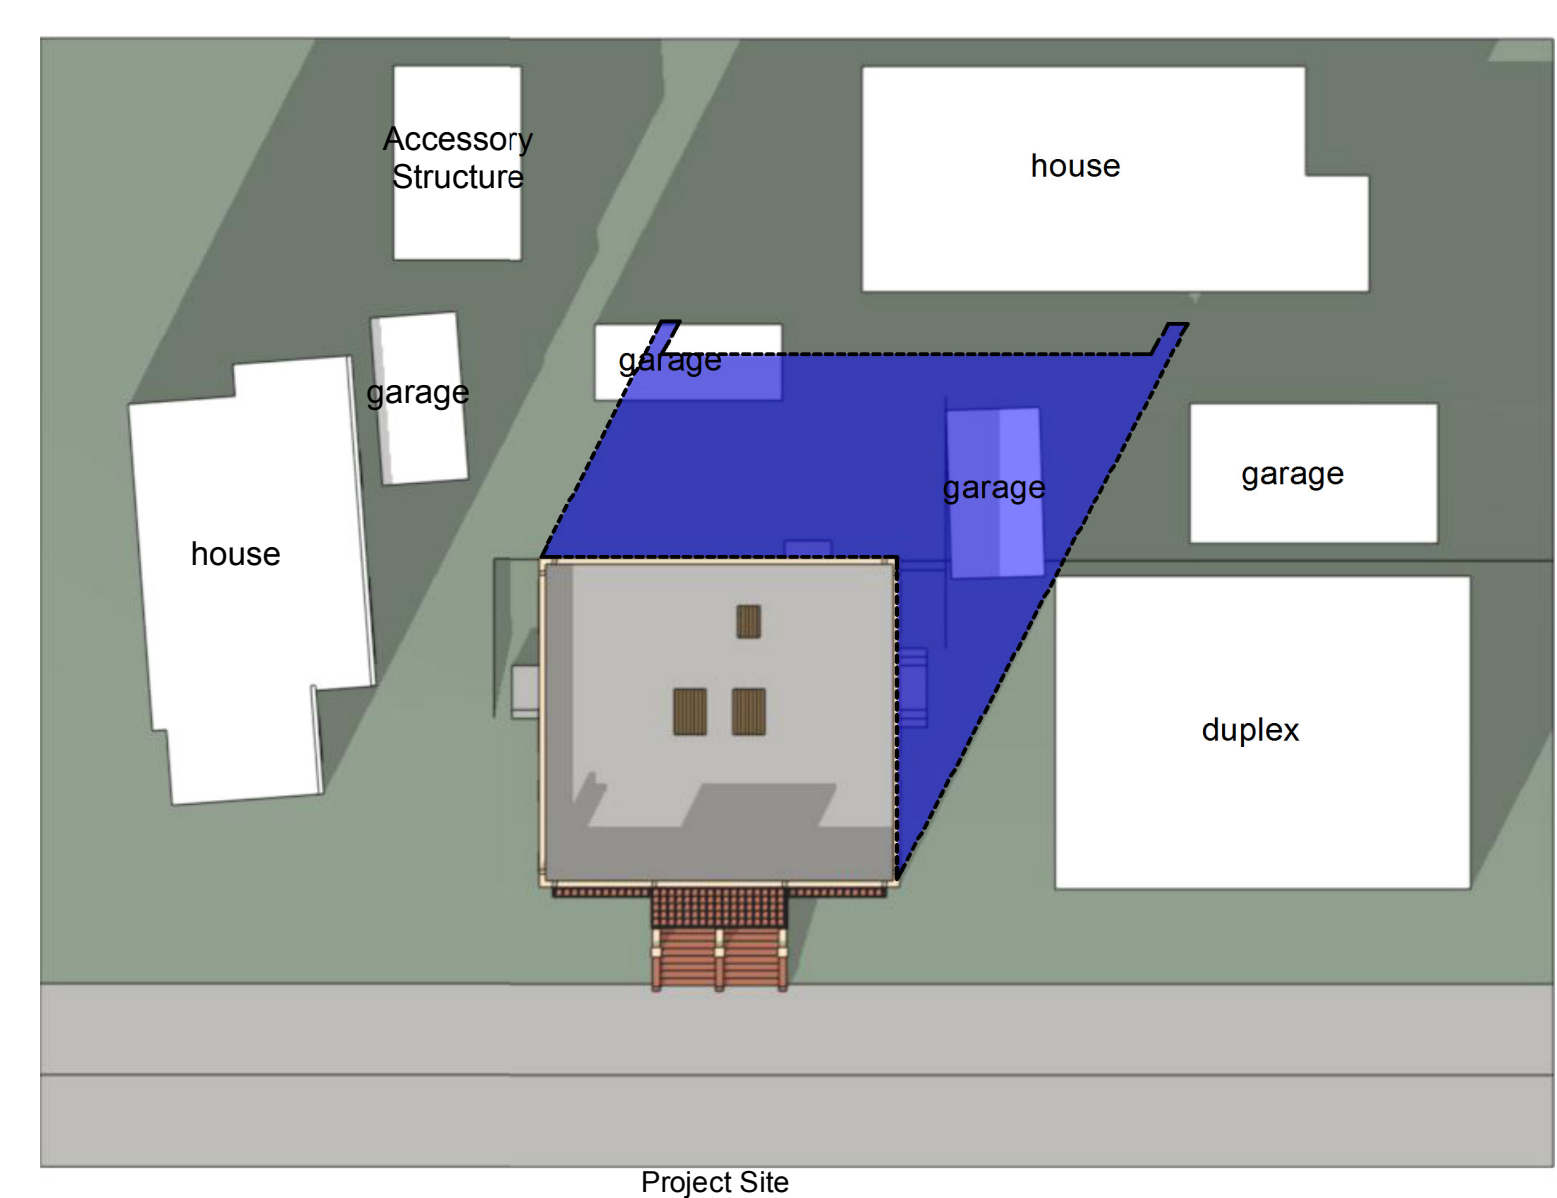 Accessory
Structure
house
garage
garage
garage
garage
house
duplex
Project Site